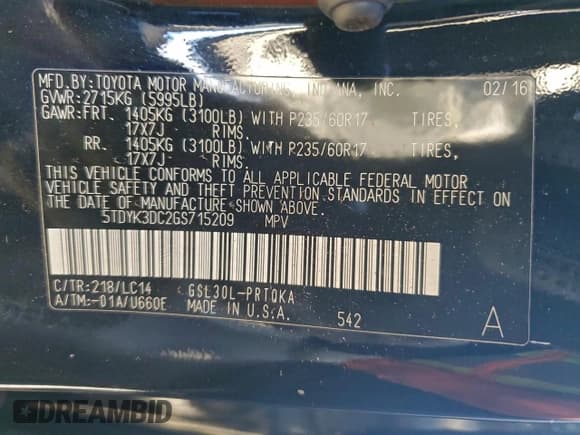 MFD.BY:TOYOTA MOTOR MANUFACTURING, INDIANA, INC. 02/16
GVWR:2715KG (5995LB)
GAWR:FRT. 1405KG (3100LB) WITH P235/60R17 TIRES,
17X7J RIMS.
RR. 1405KG (3100LB) WITH P235/60R17 TIRES,
17X7J RIMS.
THIS VEHICLE CONFORMS TO ALL APPLICABLE FEDERAL MOTOR
VEHICLE SAFETY AND THEFT PREVENTION STANDARDS IN EFFECT ON
THE DATE OF MANUFACTURE SHOWN ABOVE.
5TDYK3DC2GS715209 MPV
C/TR:218/LC14 GSL30L-PRTQKA
A/TM:-01A/U660E MADE IN U.S.A. 542 A
DREAMBID